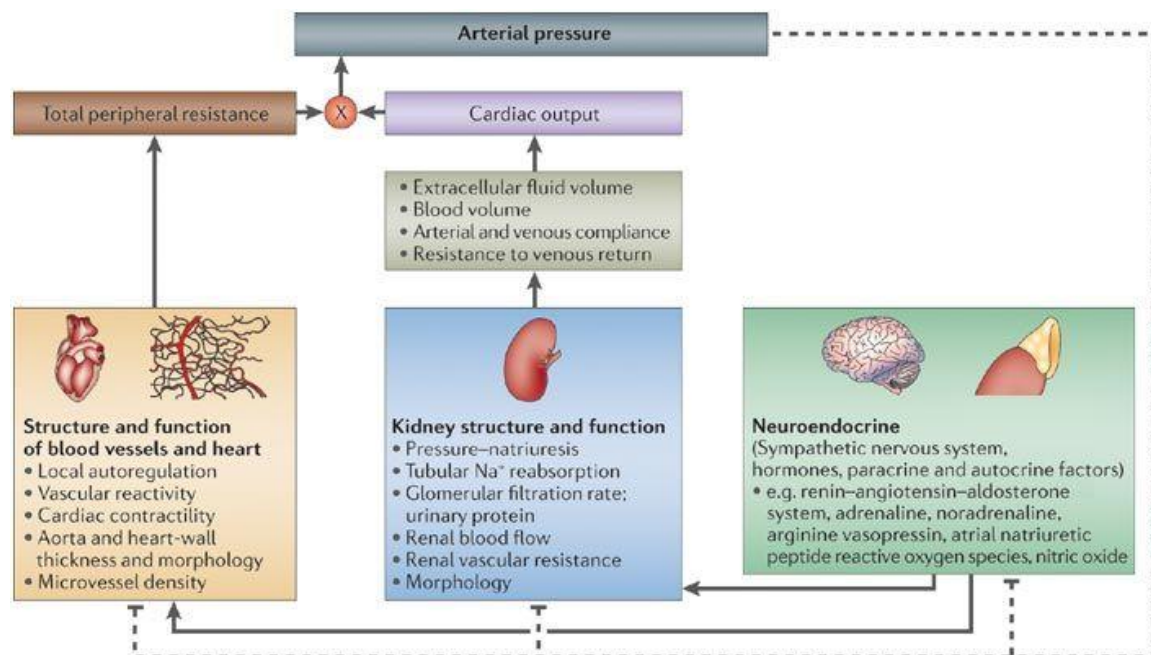 Arterial pressure
Total peripheral resistance
X
Cardiac output
• Extracellular fluid volume
• Blood volume
• Arterial and venous compliance
• Resistance to venous return
Structure and function
of blood vessels and heart
• Local autoregulation
• Vascular reactivity
• Cardiac contractility
• Aorta and heart-wall
thickness and morphology
• Microvessel density
Kidney structure and function
• Pressure–natriuresis
• Tubular Na⁺ reabsorption
• Glomerular filtration rate:
urinary protein
• Renal blood flow
• Renal vascular resistance
• Morphology
Neuroendocrine
(Sympathetic nervous system,
hormones, paracrine and autocrine factors)
• e.g. renin–angiotensin–aldosterone
system, adrenaline, noradrenaline,
arginine vasopressin, atrial natriuretic
peptide reactive oxygen species, nitric oxide